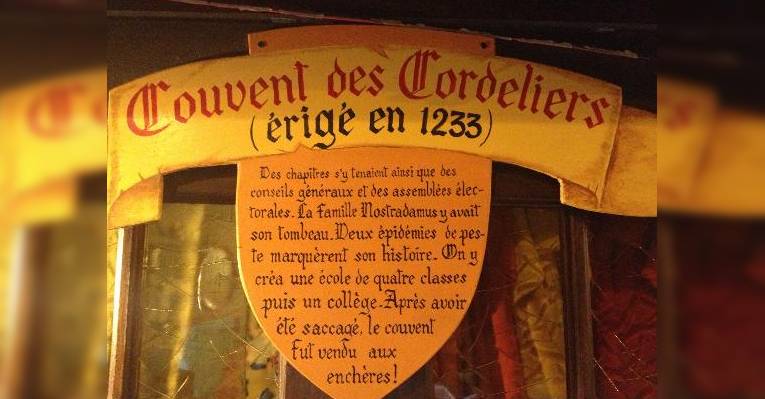 Couvent des Cordeliers
(érigé en 1233)
Des chapitres s'y tenaient ainsi que des
conseils généraux et des assemblées élec-
torales. La famille Nostradamus y avait
son tombeau. Deux épidémies de pes-
te marquèrent son histoire. On y
créa une école de quatre classes
puis un collège. Après avoir
été saccagé, le couvent
fut vendu aux
enchères!